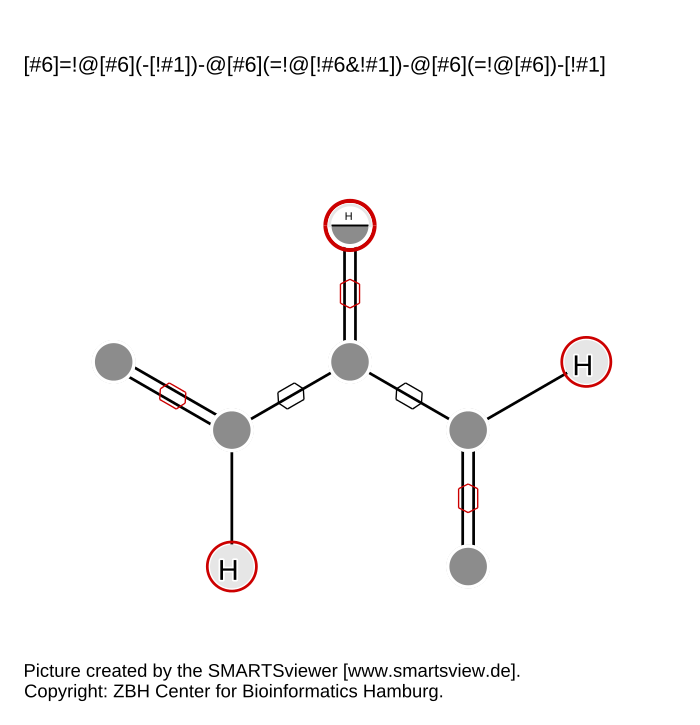 [#6]=!@[#6](-[!#1])-@[#6](=!@[!#6&!#1])-@[#6](=!@[#6])-[!#1]
H
H
H
Picture created by the SMARTSviewer [www.smartsview.de].
Copyright: ZBH Center for Bioinformatics Hamburg.